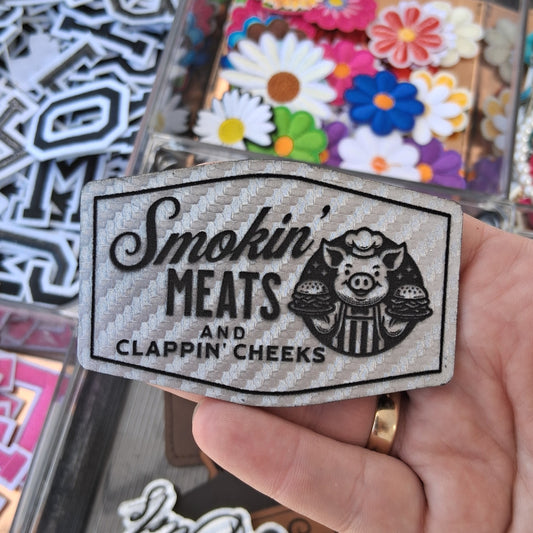 Smokin'
MEATS
AND
CLAPPIN' CHEEKS